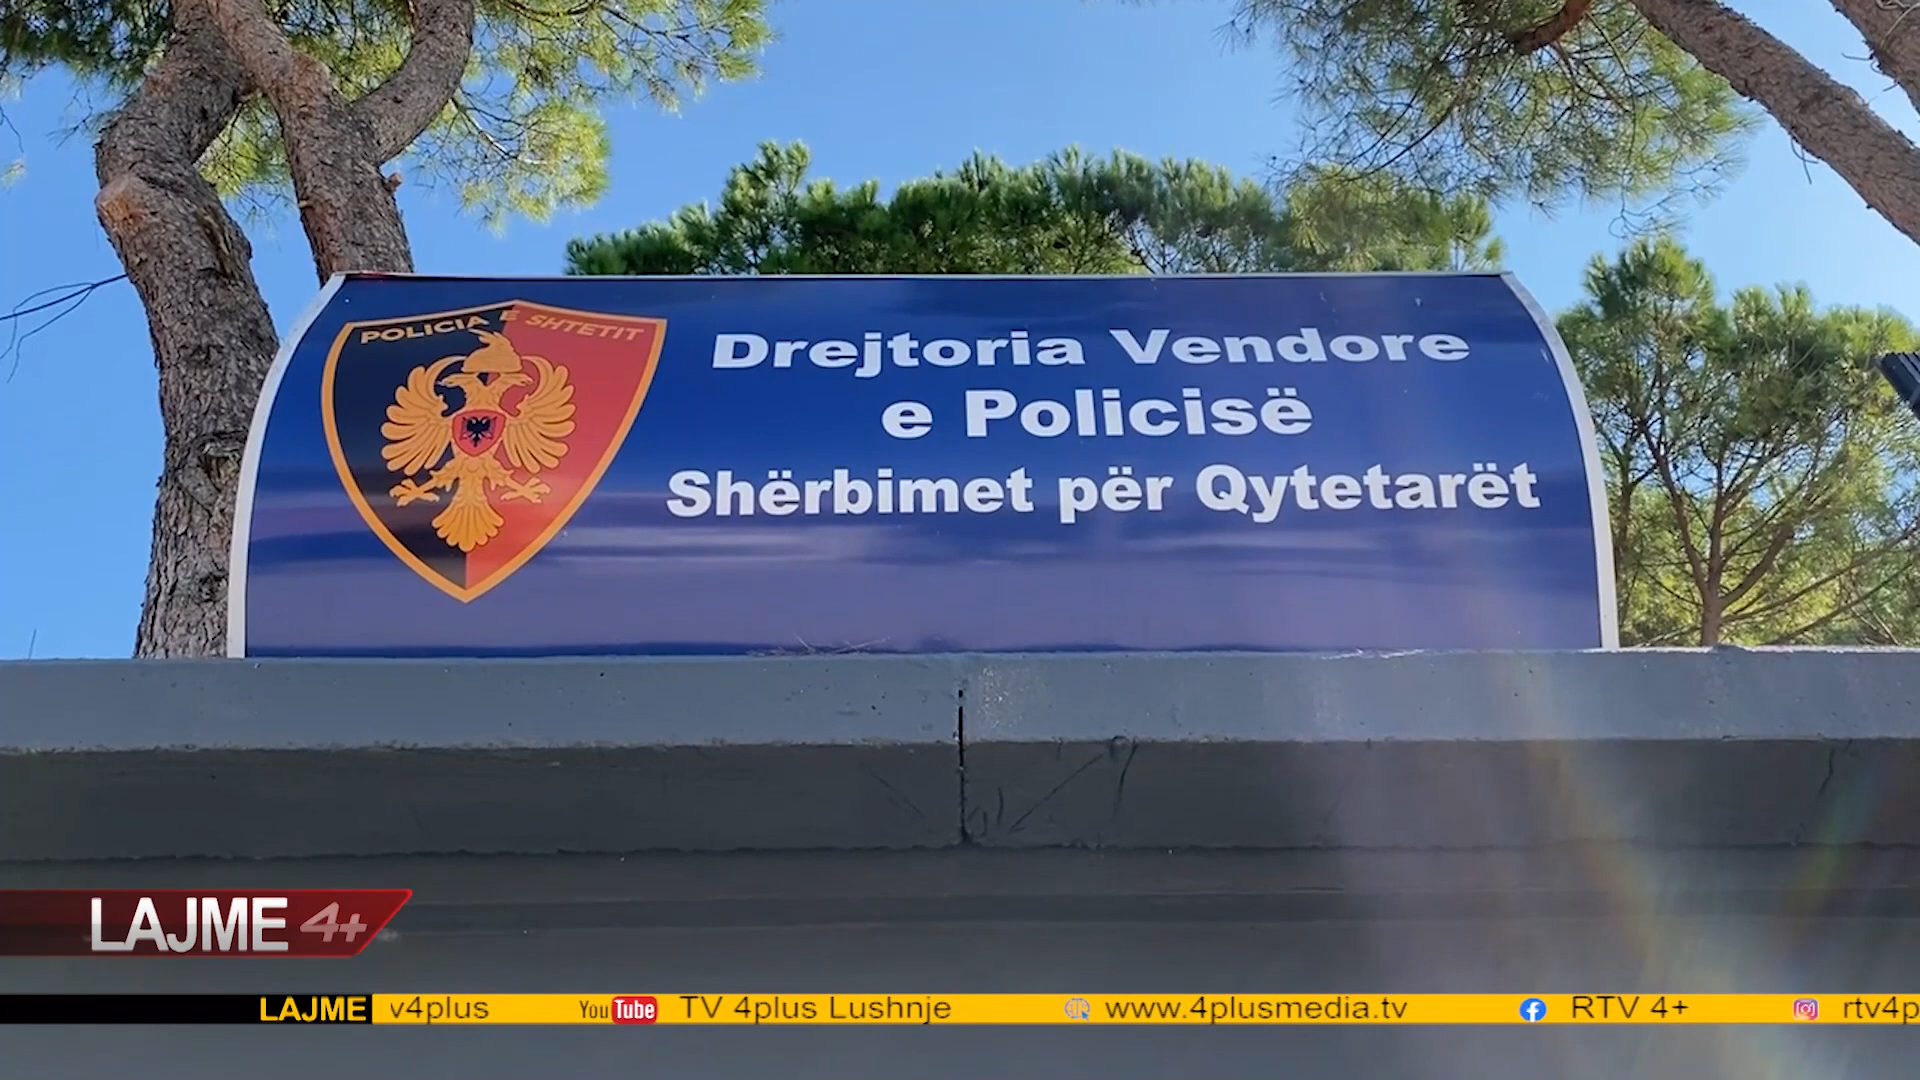 POLICIA E SHTETIT
Drejtoria Vendore
e Policisë
Shërbimet për Qytetarët
LAJME 4+
LAJME v4plus YouTube TV 4plus Lushnje www.4plusmedia.tv RTV 4+ rtv4p